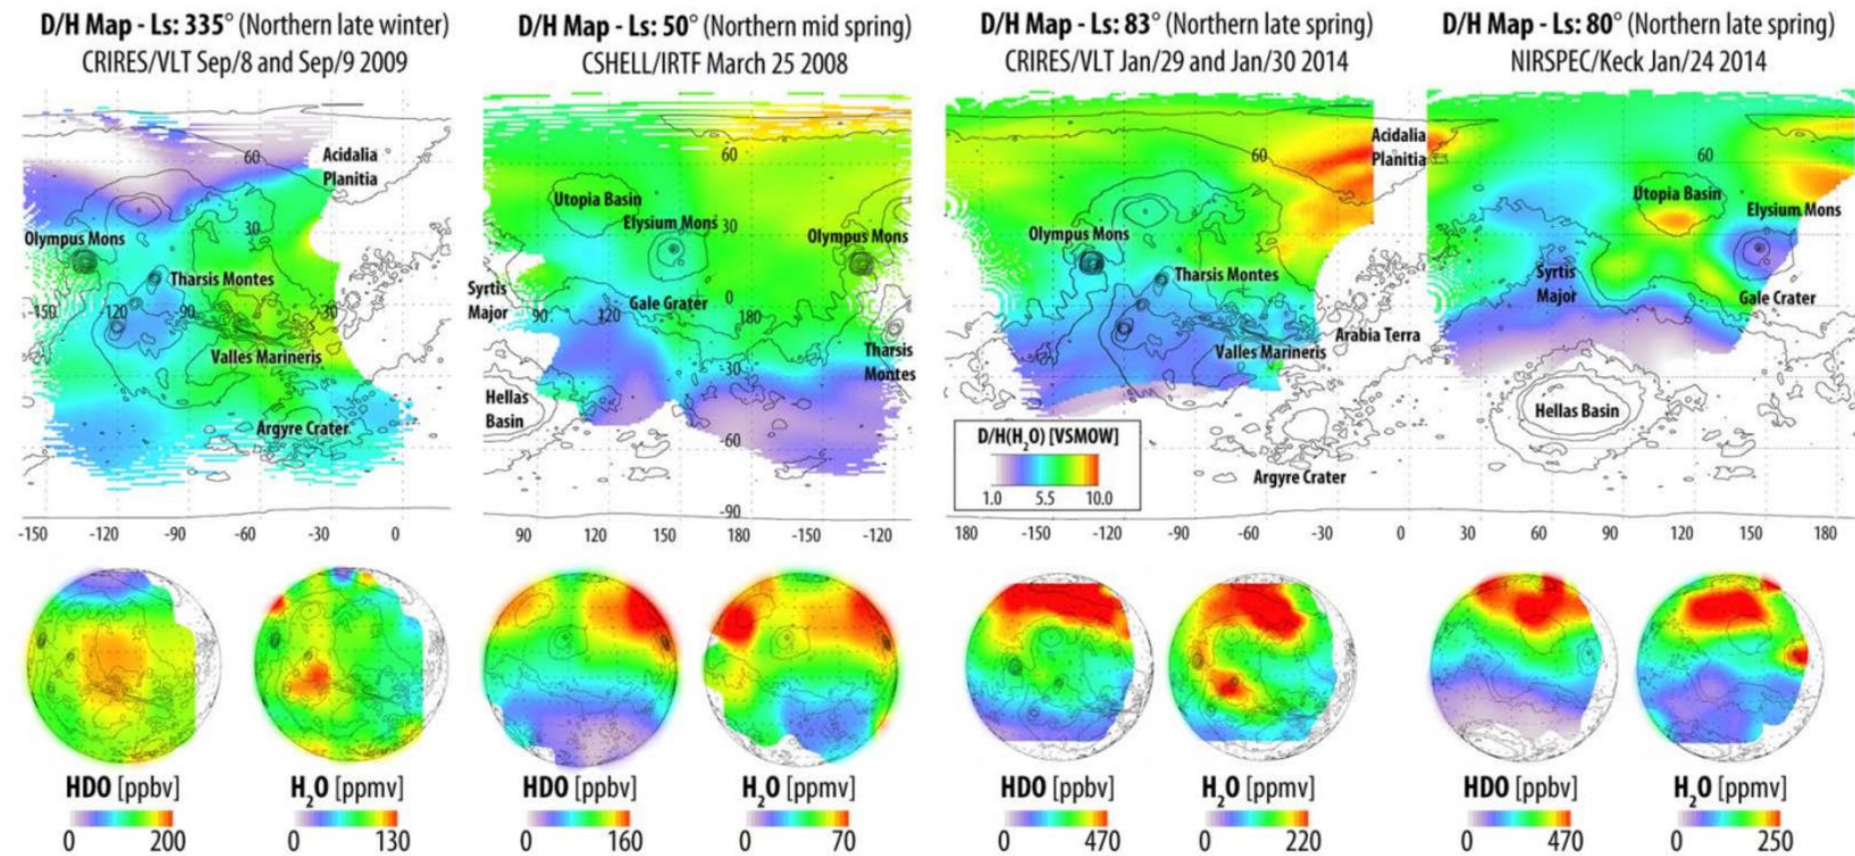 D/H Map - Ls: 335° (Northern late winter)
CRIRES/VLT Sep/8 and Sep/9 2009
Acidalia
Planitia
60
30
Olympus Mons
Tharsis Montes
-150
120
90
30
Valles Marineris
Argyre Crater
-150 -120 -90 -60 -30 0
D/H Map - Ls: 50° (Northern mid spring)
CSHELL/IRTF March 25 2008
60
Utopia Basin
Elysium Mons
30
Olympus Mons
Syrtis
Major
Gale Grater
0
90
120
180
Tharsis
Montes
-30
Hellas
Basin
-60
-90
90 120 150 180 -150 -120
D/H Map - Ls: 83° (Northern late spring)
CRIRES/VLT Jan/29 and Jan/30 2014
Acidalia
Planitia
60
Olympus Mons
Tharsis Montes
Arabia Terra
Valles Marineris
D/H(H2O) [VSMOW]
1.0 5.5 10.0
Argyre Crater
180 -150 -120 -90 -60 -30 0 30 60 90 120 150 180
D/H Map - Ls: 80° (Northern late spring)
NIRSPEC/Keck Jan/24 2014
60
Utopia Basin
Elysium Mons
Syrtis
Major
Gale Crater
Hellas Basin
HDO [ppbv]
0 200
H2O [ppmv]
0 130
HDO [ppbv]
0 160
H2O [ppmv]
0 70
HDO [ppbv]
0 470
H2O [ppmv]
0 220
HDO [ppbv]
0 470
H2O [ppmv]
0 250